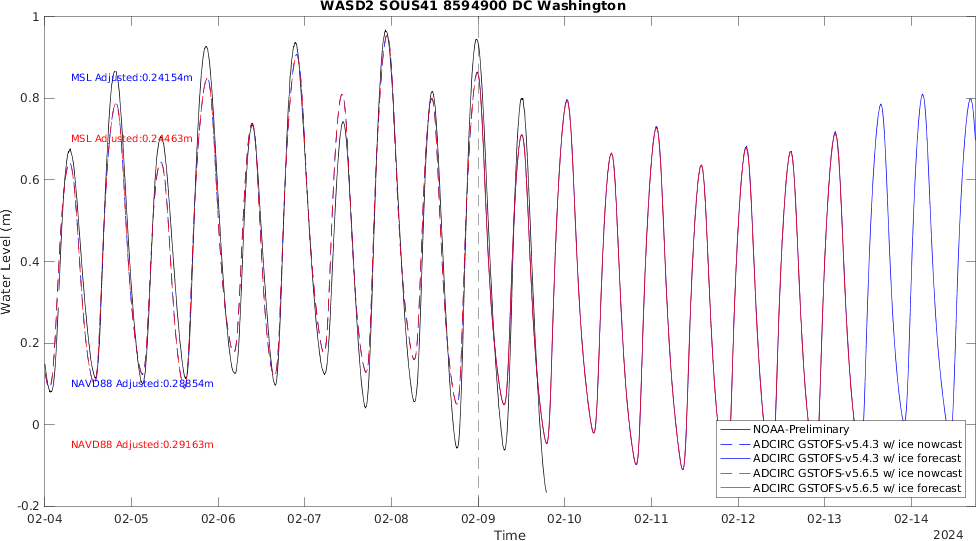 WASD2 SOUS41 8594900 DC Washington
1
0.8
0.6
0.4
0.2
0
-0.2
Water Level (m)
MSL Adjusted:0.24154m
MSL Adjusted:0.24463m
NAVD88 Adjusted:0.28854m
NAVD88 Adjusted:0.29163m
NOAA-Preliminary
ADCIRC GSTOFS-v5.4.3 w/ ice nowcast
ADCIRC GSTOFS-v5.4.3 w/ ice forecast
ADCIRC GSTOFS-v5.6.5 w/ ice nowcast
ADCIRC GSTOFS-v5.6.5 w/ ice forecast
02-04 02-05 02-06 02-07 02-08 02-09 02-10 02-11 02-12 02-13 02-14
Time
2024